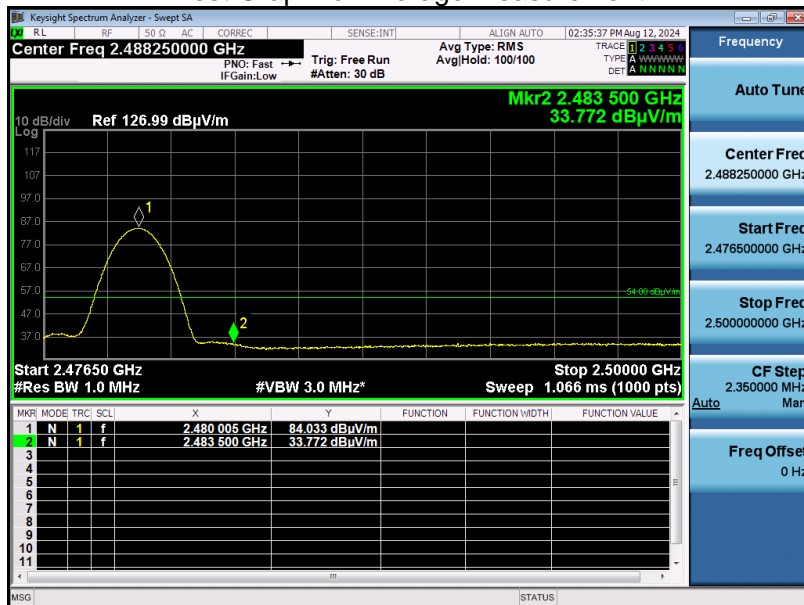 Keysight Spectrum Analyzer - Swept SA
LXI RL RF 50 Ω AC CORREC SENSE:INT ALIGN AUTO 02:35:37 PM Aug 12, 2024
Center Freq 2.488250000 GHz
PNO: Fast
IFGain:Low
Trig: Free Run
#Atten: 30 dB
Avg Type: RMS
Avg|Hold: 100/100
TRACE 1 2 3 4 5 6
TYPE A WWWWW
DET A N N N N N
Mkr2 2.483 500 GHz
33.772 dBµV/m
10 dB/div Ref 126.99 dBµV/m
Log
117
107
97.0
87.0
77.0
67.0
57.0
47.0
37.0
1
2
54.00 dBµV/m
Start 2.47650 GHz Stop 2.50000 GHz
#Res BW 1.0 MHz #VBW 3.0 MHz* Sweep 1.066 ms (1000 pts)
MKR MODE TRC SCL X Y FUNCTION FUNCTION WIDTH FUNCTION VALUE
1 N 1 f 2.480 005 GHz 84.033 dBµV/m
2 N 1 f 2.483 500 GHz 33.772 dBµV/m
3
4
5
6
7
8
9
10
11
MSG STATUS
Frequency
Auto Tune
Center Freq
2.488250000 GHz
Start Freq
2.476500000 GHz
Stop Freq
2.500000000 GHz
CF Step
2.350000 MHz
Auto Man
Freq Offset
0 Hz